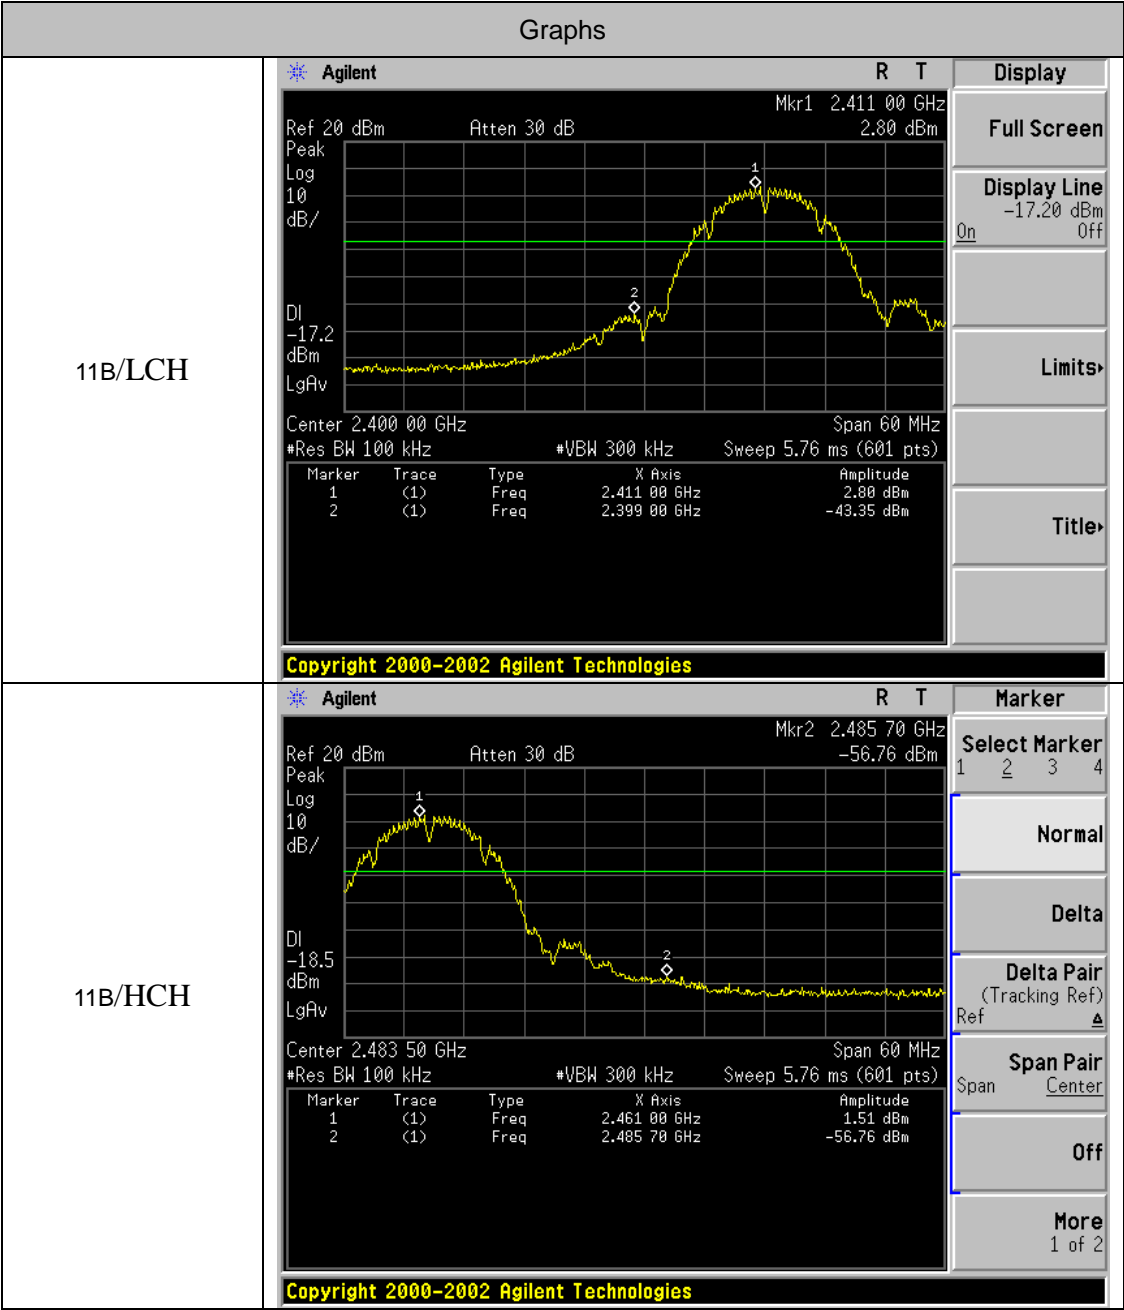 Graphs
11B/LCH
Agilent R T Display
Mkr1 2.411 00 GHz
Ref 20 dBm Atten 30 dB 2.80 dBm
Peak
Log
10
dB/
1
2
DI
-17.2
dBm
LgAv
Center 2.400 00 GHz Span 60 MHz
#Res BW 100 kHz #VBW 300 kHz Sweep 5.76 ms (601 pts)
Marker Trace Type X Axis Amplitude
1 (1) Freq 2.411 00 GHz 2.80 dBm
2 (1) Freq 2.399 00 GHz -43.35 dBm
Full Screen
Display Line
-17.20 dBm
On Off
Limits▸
Title▸
Copyright 2000-2002 Agilent Technologies
11B/HCH
Agilent R T Marker
Mkr2 2.485 70 GHz
Ref 20 dBm Atten 30 dB -56.76 dBm
Peak
Log
10
dB/
1
2
DI
-18.5
dBm
LgAv
Center 2.483 50 GHz Span 60 MHz
#Res BW 100 kHz #VBW 300 kHz Sweep 5.76 ms (601 pts)
Marker Trace Type X Axis Amplitude
1 (1) Freq 2.461 00 GHz 1.51 dBm
2 (1) Freq 2.485 70 GHz -56.76 dBm
Select Marker
1 2 3 4
Normal
Delta
Delta Pair
(Tracking Ref)
Ref Δ
Span Pair
Span Center
Off
More
1 of 2
Copyright 2000-2002 Agilent Technologies